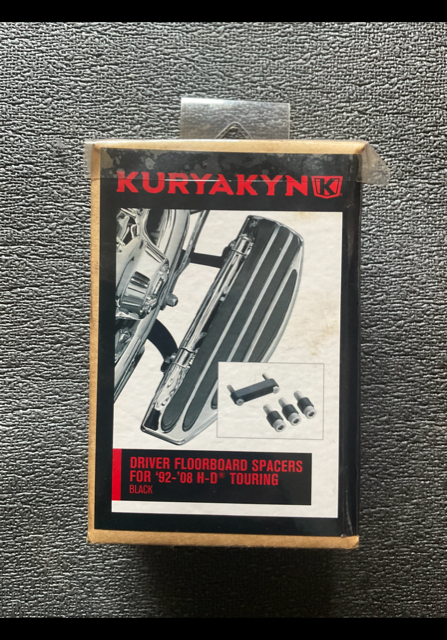 KURYAKYN K
DRIVER FLOORBOARD SPACERS
FOR '92-'08 H-D® TOURING
BLACK